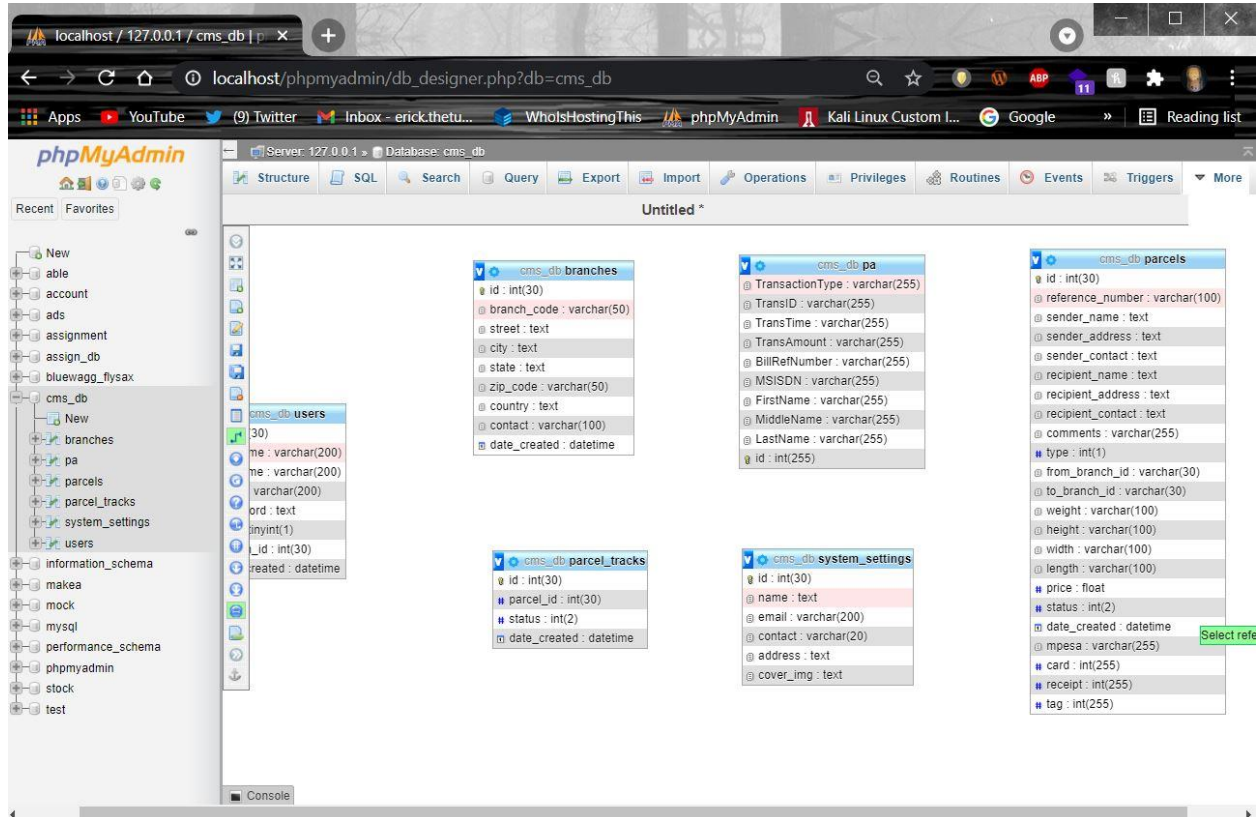 localhost / 127.0.0.1 / cms_db | p
localhost/phpmyadmin/db_designer.php?db=cms_db
ABP
11
Apps YouTube (9) Twitter Inbox - erick.thetu... WhoIsHostingThis phpMyAdmin Kali Linux Custom I... Google » Reading list
phpMyAdmin
Recent Favorites
New
able
account
ads
assignment
assign_db
bluewagg_flysax
cms_db
New
branches
pa
parcels
parcel_tracks
system_settings
users
information_schema
makea
mock
mysql
performance_schema
phpmyadmin
stock
test
Server: 127.0.0.1 » Database: cms_db
Structure SQL Search Query Export Import Operations Privileges Routines Events Triggers More
Untitled *
cms_db users
30)
me : varchar(200)
me : varchar(200)
varchar(200)
ord : text
tinyint(1)
_id : int(30)
created : datetime
cms_db branches
id : int(30)
branch_code : varchar(50)
street : text
city : text
state : text
zip_code : varchar(50)
country : text
contact : varchar(100)
date_created : datetime
cms_db parcel_tracks
id : int(30)
parcel_id : int(30)
status : int(2)
date_created : datetime
cms_db pa
TransactionType : varchar(255)
TransID : varchar(255)
TransTime : varchar(255)
TransAmount : varchar(255)
BillRefNumber : varchar(255)
MSISDN : varchar(255)
FirstName : varchar(255)
MiddleName : varchar(255)
LastName : varchar(255)
id : int(255)
cms_db system_settings
id : int(30)
name : text
email : varchar(200)
contact : varchar(20)
address : text
cover_img : text
cms_db parcels
id : int(30)
reference_number : varchar(100)
sender_name : text
sender_address : text
sender_contact : text
recipient_name : text
recipient_address : text
recipient_contact : text
comments : varchar(255)
type : int(1)
from_branch_id : varchar(30)
to_branch_id : varchar(30)
weight : varchar(100)
height : varchar(100)
width : varchar(100)
length : varchar(100)
price : float
status : int(2)
date_created : datetime
mpesa : varchar(255)
card : int(255)
receipt : int(255)
tag : int(255)
Select refe
Console